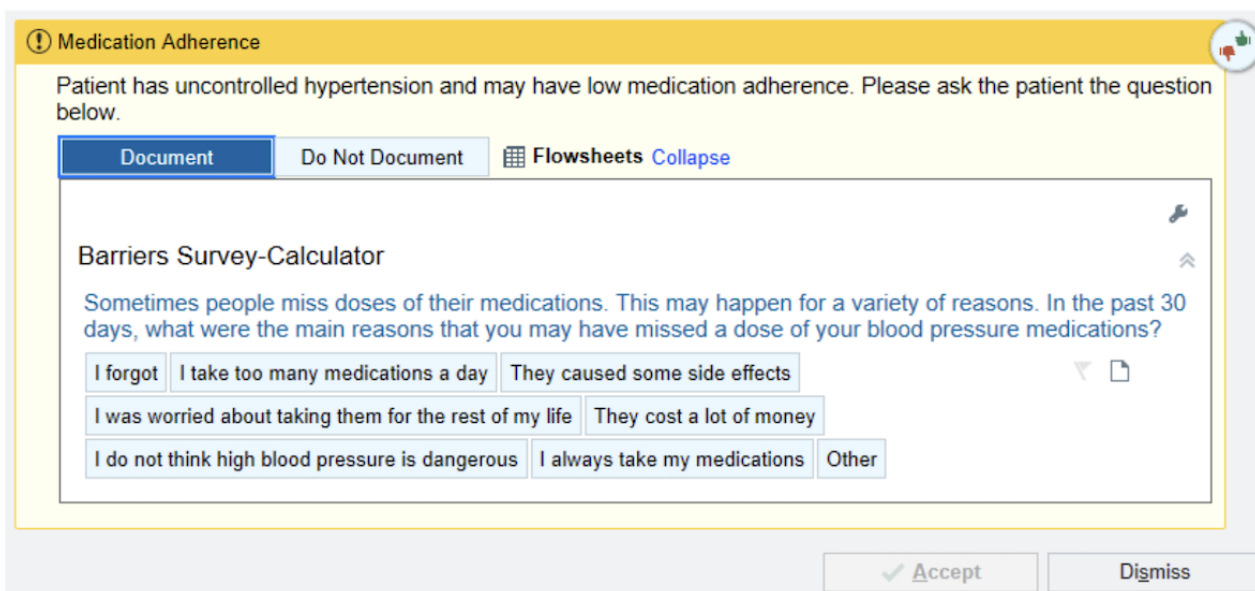 Medication Adherence
Patient has uncontrolled hypertension and may have low medication adherence. Please ask the patient the question
below.
Document Do Not Document Flowsheets Collapse
Barriers Survey-Calculator
Sometimes people miss doses of their medications. This may happen for a variety of reasons. In the past 30
days, what were the main reasons that you may have missed a dose of your blood pressure medications?
I forgot I take too many medications a day They caused some side effects
I was worried about taking them for the rest of my life They cost a lot of money
I do not think high blood pressure is dangerous I always take my medications Other
Accept Dismiss